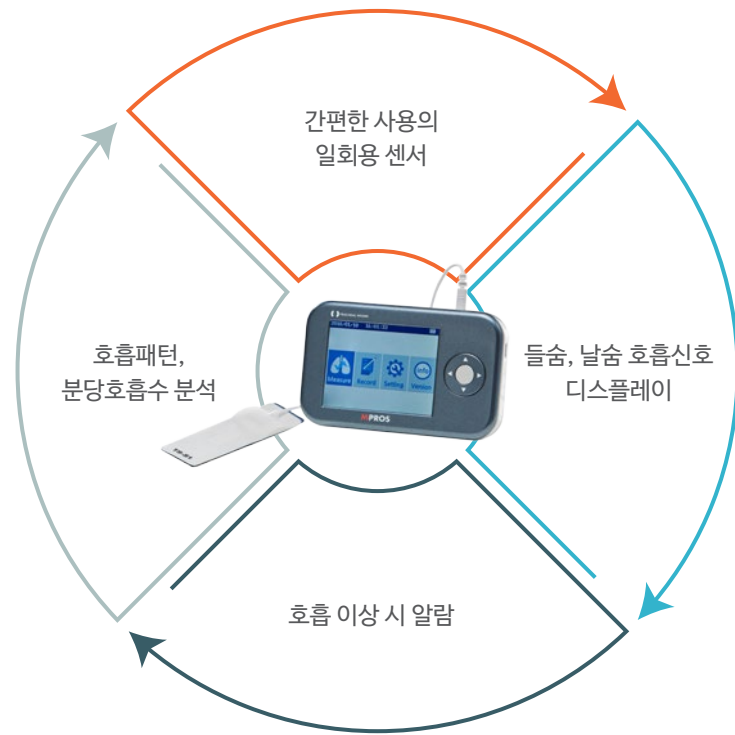 간편한 사용의
일회용 센서
들숨, 날숨 호흡신호
디스플레이
호흡 이상 시 알람
호흡패턴,
분당호흡수 분석
Measure
Record
Setting
info
Version
PROS